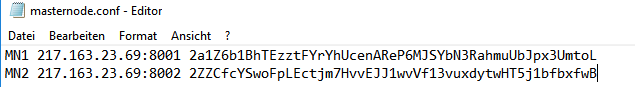 masternode.conf - Editor
Datei Bearbeiten Format Ansicht ?
MN1 217.163.23.69:8001 2a1Z6b1BhTEzztFYrYhUcenAReP6MJSYbN3RahmuUbJpx3UmtoL
MN2 217.163.23.69:8002 2ZZCfcYSwoFpLEctjm7HvvEJJ1wvVf13vuxdytwHT5j1bfbxfwB